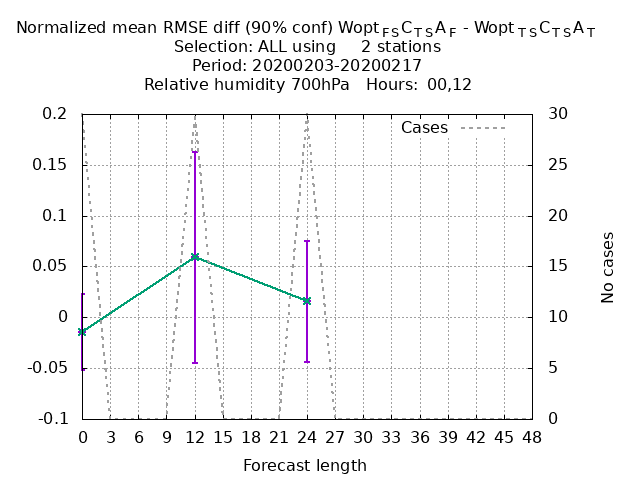 Normalized mean RMSE diff (90% conf) Wopt FS C TS A F - Wopt TS C TS A T
Selection: ALL using 2 stations
Period: 20200203-20200217
Relative humidity 700hPa Hours: 00,12
Cases
0.2
0.15
0.1
0.05
0
-0.05
-0.1
30
25
20
15
10
5
0
No cases
0 3 6 9 12 15 18 21 24 27 30 33 36 39 42 45 48
Forecast length